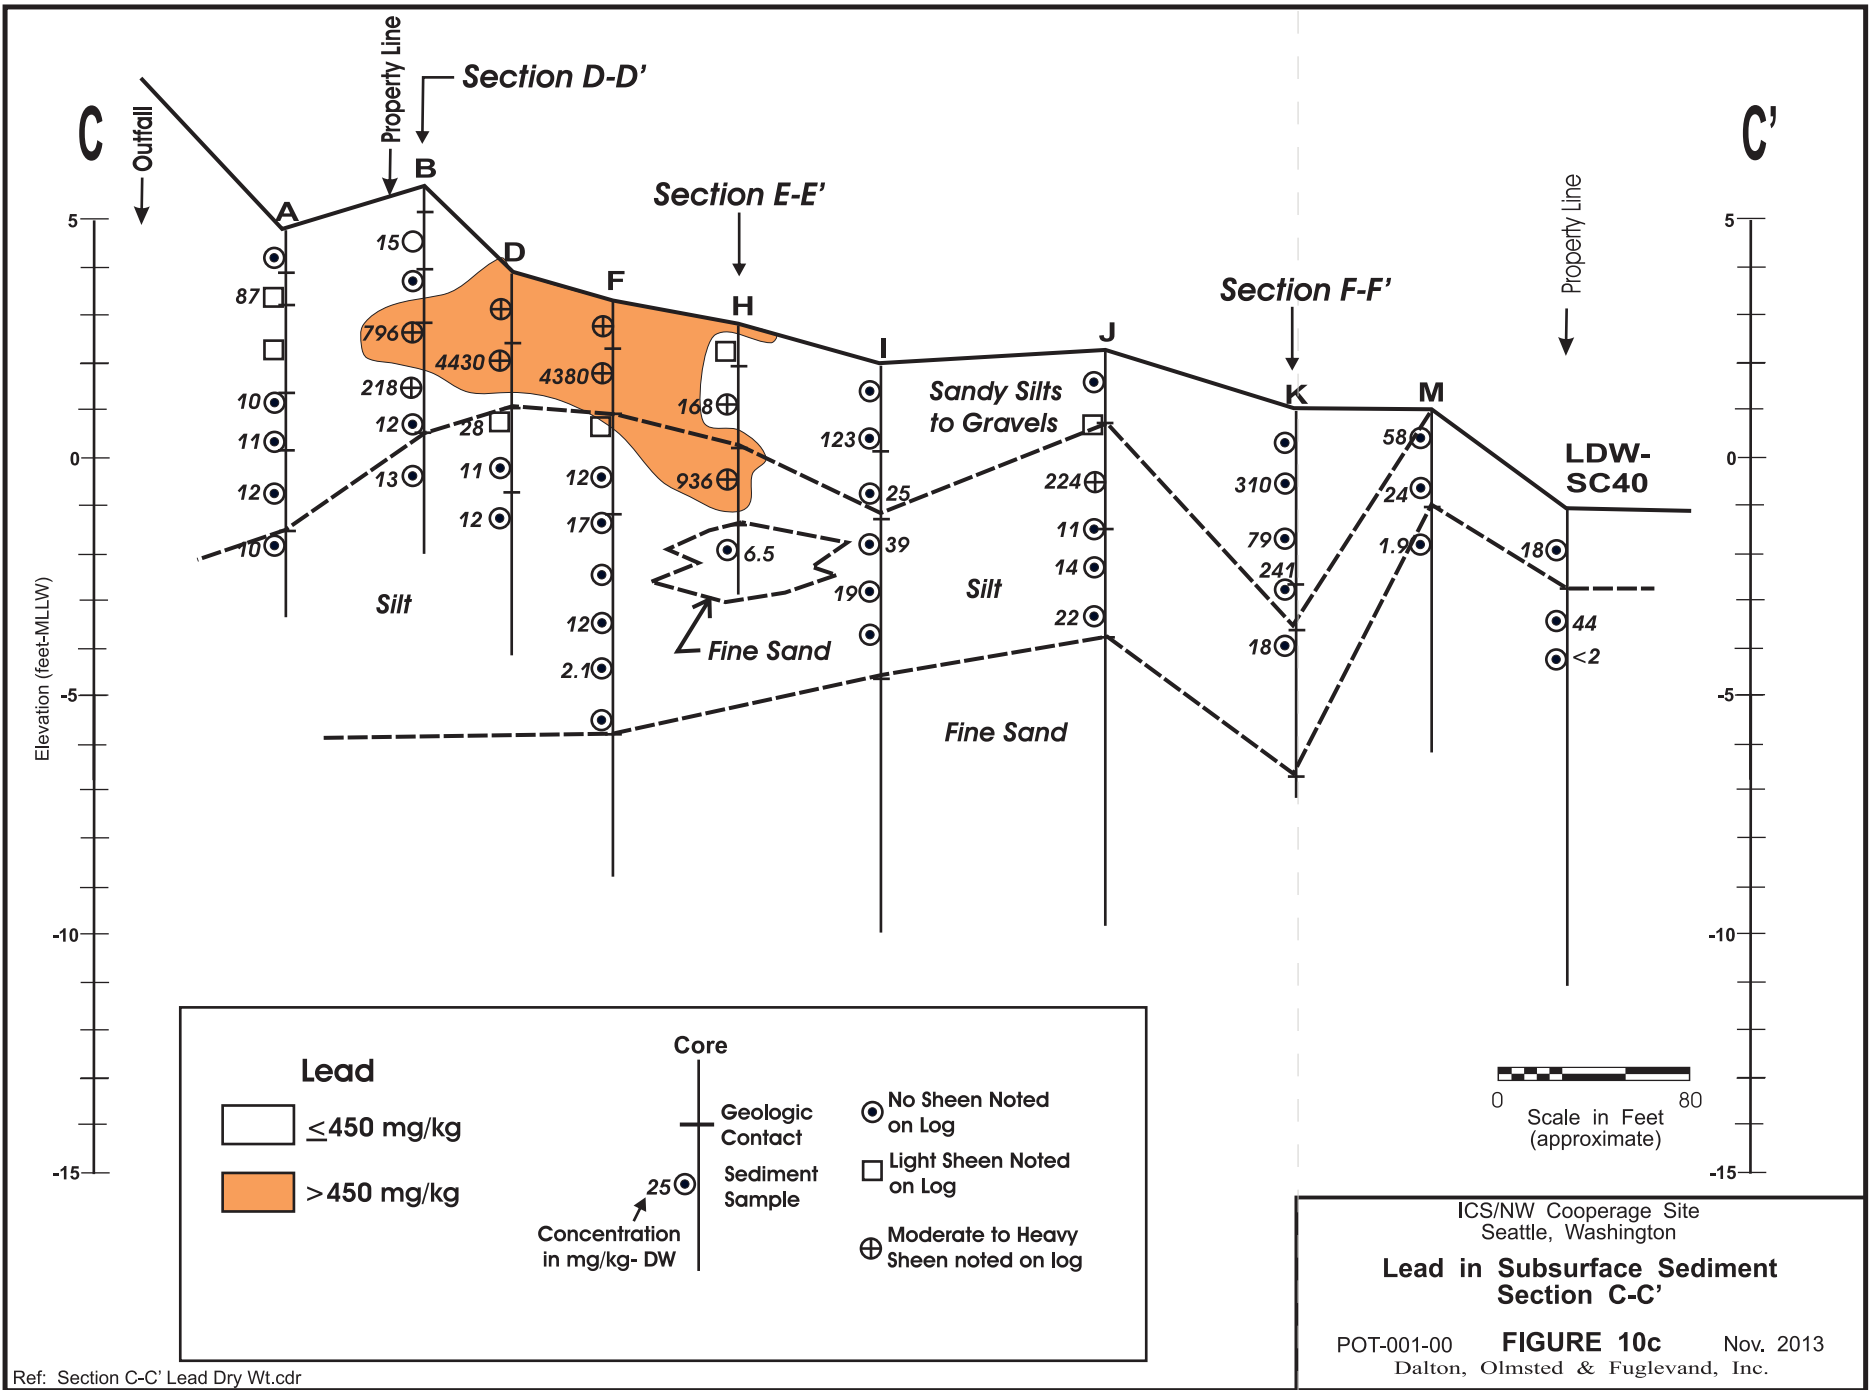 Property Line
Section D-D'
C
C'
Outfall
B
Section E-E'
Property Line
A
5
5
15
D
F
Section F-F'
H
87
796
4430
4380
J
I
218
168
Sandy Silts
to Gravels
K
M
10
12
28
123
58
LDW-
SC40
11
0
0
13
11
12
936
25
224
310
24
12
12
17
11
79
18
10
6.5
39
14
241
1.9
Silt
19
Silt
22
44
12
Fine Sand
18
<2
2.1
-5
-5
Elevation (feet-MLLW)
Fine Sand
-10
-10
-15
-15
Lead
≤450 mg/kg
>450 mg/kg
Core
Geologic
Contact
25
Sediment
Sample
Concentration
in mg/kg- DW
No Sheen Noted
on Log
Light Sheen Noted
on Log
Moderate to Heavy
Sheen noted on log
0
80
Scale in Feet
(approximate)
ICS/NW Cooperage Site
Seattle, Washington
Lead in Subsurface Sediment
Section C-C'
POT-001-00 FIGURE 10c Nov. 2013
Dalton, Olmsted & Fuglevand, Inc.
Ref: Section C-C' Lead Dry Wt.cdr